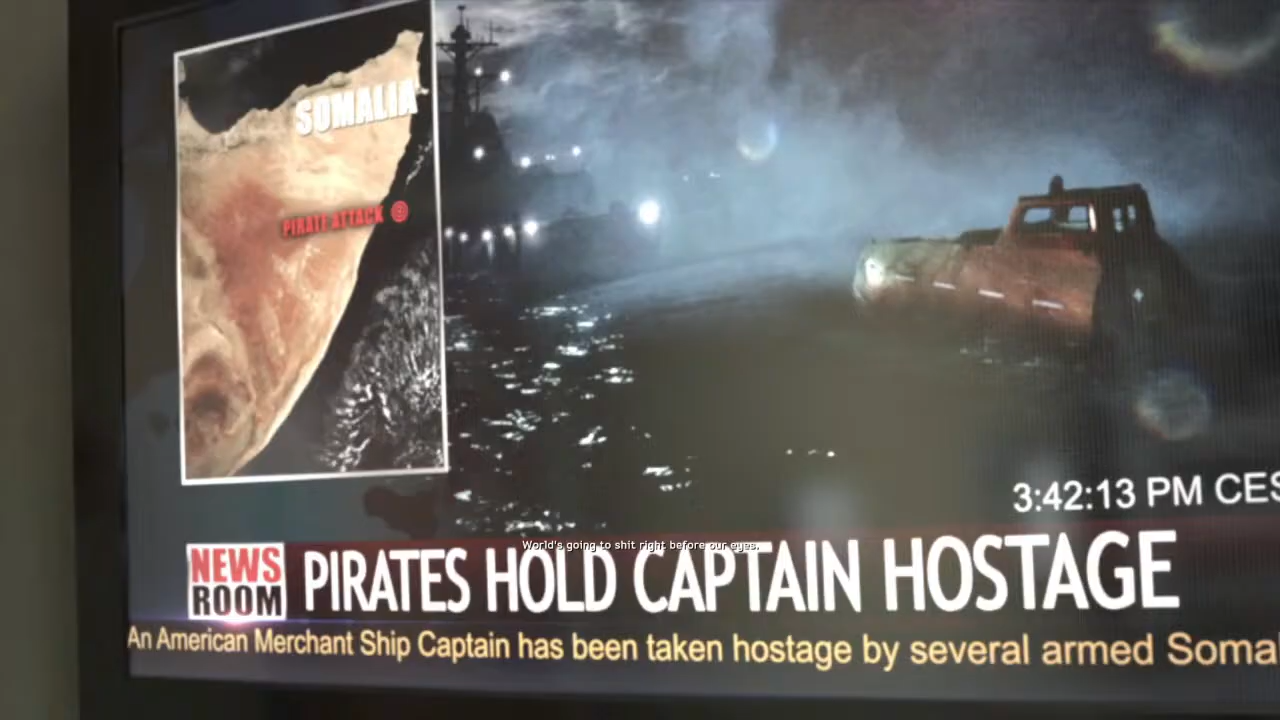 SOMALIA
PIRATE ATTACK
3:42:13 PM CES
World's going to shit right before our eyes.
NEWS
ROOM
PIRATES HOLD CAPTAIN HOSTAGE
An American Merchant Ship Captain has been taken hostage by several armed Soma